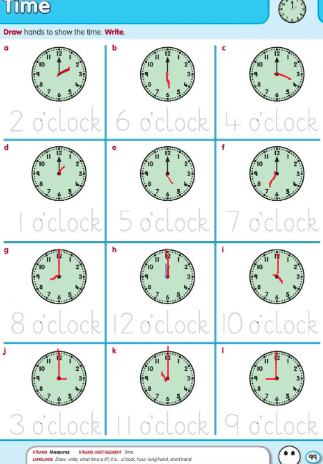 Time
Draw hands to show the time. Write.
a b c
2 o'clock 6 o'clock 4 o'clock
d e f
1 o'clock 5 o'clock 7 o'clock
g h i
8 o'clock 12 o'clock 10 o'clock
j k l
3 o'clock 11 o'clock 9 o'clock
STRAND Measures STRAND UNIT/ELEMENT Time
LANGUAGE Draw, write, what time is it?, it is... o'clock, hour, long hand, short hand
99